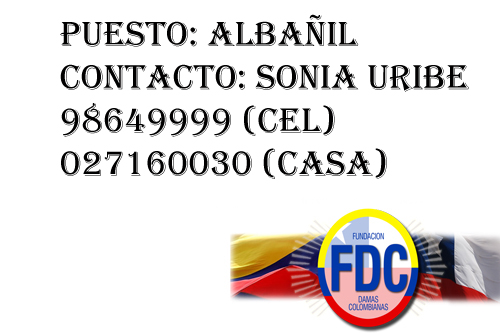 PUESTO: ALBAÑIL
CONTACTO: SONIA URIBE
98649999 (CEL)
027160030 (CASA)
FUNDACION
FDC
DAMAS
COLOMBIANAS